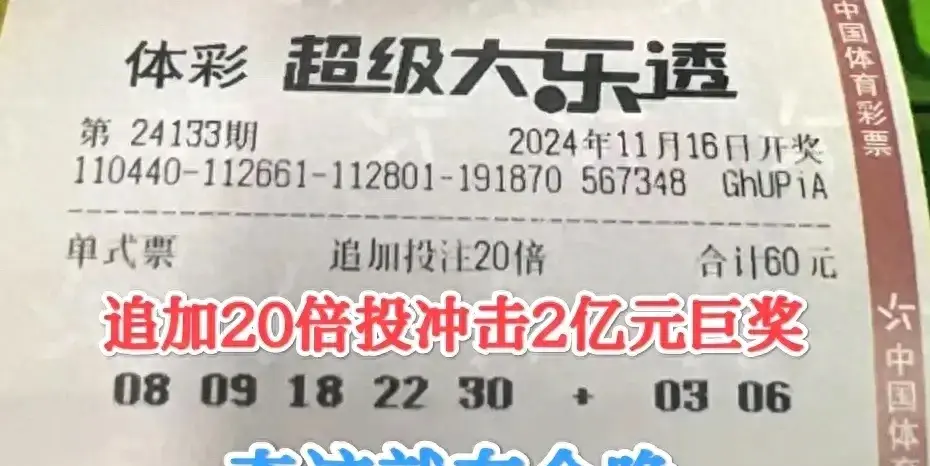 体彩 超级大乐透
第 24133期 2024年11月16日开奖
110440-112661-112801-191870 567348 GhUPiA
单式票 追加投注20倍 合计60元
追加20倍投冲击2亿元巨奖
08 09 18 22 30 + 03 06
中国体育彩票
中国体育